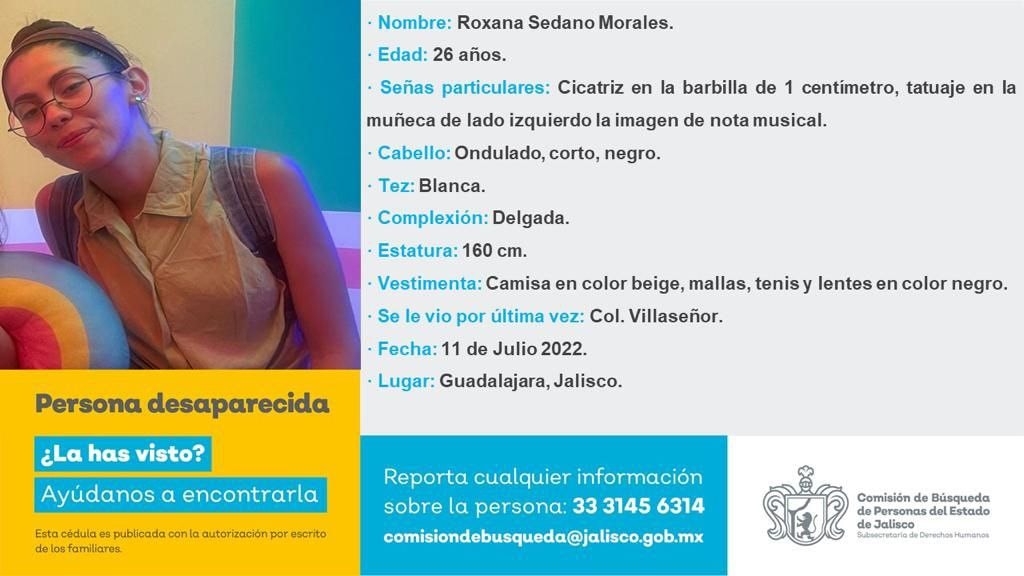 · Nombre: Roxana Sedano Morales.
· Edad: 26 años.
· Señas particulares: Cicatriz en la barbilla de 1 centímetro, tatuaje en la
muñeca de lado izquierdo la imagen de nota musical.
· Cabello: Ondulado, corto, negro.
· Tez: Blanca.
· Complexión: Delgada.
· Estatura: 160 cm.
· Vestimenta: Camisa en color beige, mallas, tenis y lentes en color negro.
· Se le vio por última vez: Col. Villaseñor.
· Fecha: 11 de Julio 2022.
· Lugar: Guadalajara, Jalisco.
Persona desaparecida
¿La has visto?
Ayúdanos a encontrarla
Esta cédula es publicada con la autorización por escrito
de los familiares.
Reporta cualquier información
sobre la persona: 33 3145 6314
comisiondebusqueda@jalisco.gob.mx
Comisión de Búsqueda
de Personas del Estado
de Jalisco
Subsecretaría de Derechos Humanos